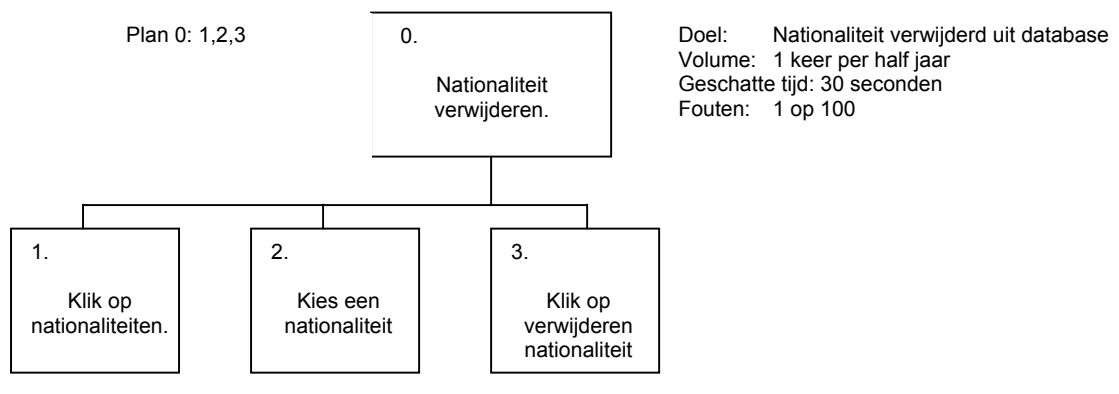 Plan 0: 1,2,3
0.
Nationaliteit
verwijderen.
Doel: Nationaliteit verwijderd uit database
Volume: 1 keer per half jaar
Geschatte tijd: 30 seconden
Fouten: 1 op 100
1.
Klik op
nationaliteiten.
2.
Kies een
nationaliteit
3.
Klik op
verwijderen
nationaliteit